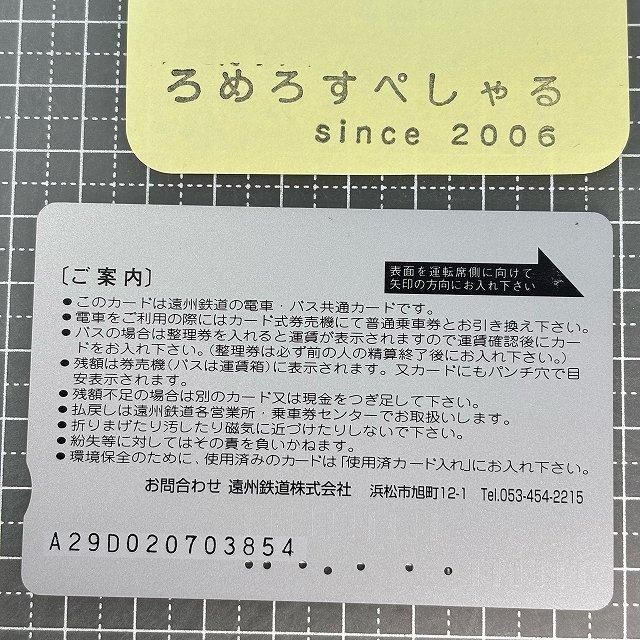 ろめろすぺしゃる
since 2006
表面を運転席側に向けて
矢印の方向にお入れ下さい
〔ご案内〕
●このカードは遠州鉄道の電車・バス共通カードです。
●電車をご利用の際にはカード式券売機にて普通乗車券とお引き換え下さい。
●バスの場合は整理券を入れると運賃が表示されますので運賃確認後にカー
ドをお入れ下さい。(整理券は必ず前の人の精算終了後にお入れ下さい。)
●残額は券売機(バスは運賃箱)に表示されます。又カードにもパンチ穴で目
安表示されます。
●残額不足の場合は別のカード又は現金をつぎ足して下さい。
●払戻しは遠州鉄道各営業所・乗車券センターでお取扱いします。
●折りまげたり汚したり磁気に近づけたりしないで下さい。
●紛失等に対してはその責を負いかねます。
●環境保全のために、使用済みのカードは「使用済カード入れ」にお入れ下さい。
お問合わせ 遠州鉄道株式会社 浜松市旭町12-1 Tel.053-454-2215
A29D020703854